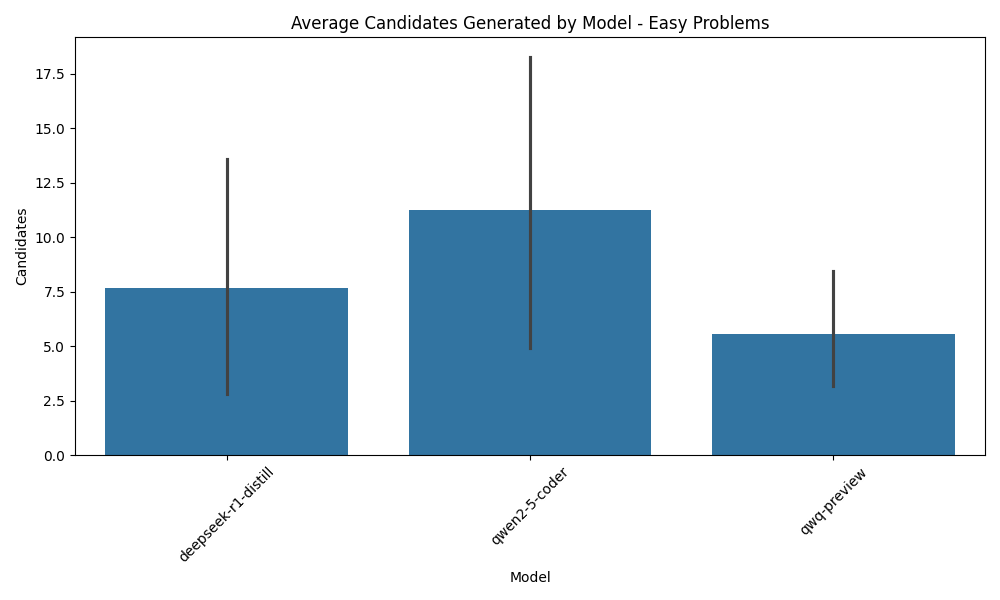 Average Candidates Generated by Model - Easy Problems
Candidates
17.5
15.0
12.5
10.0
7.5
5.0
2.5
0.0
deepseek-r1-distill
qwen2-5-coder
qwq-preview
Model